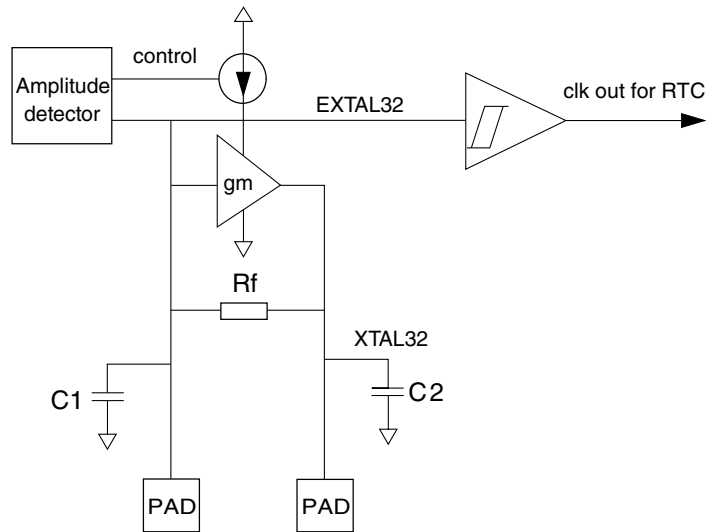 control
Amplitude
detector
EXTAL32
clk out for RTC
gm
Rf
XTAL32
C1
C2
PAD
PAD